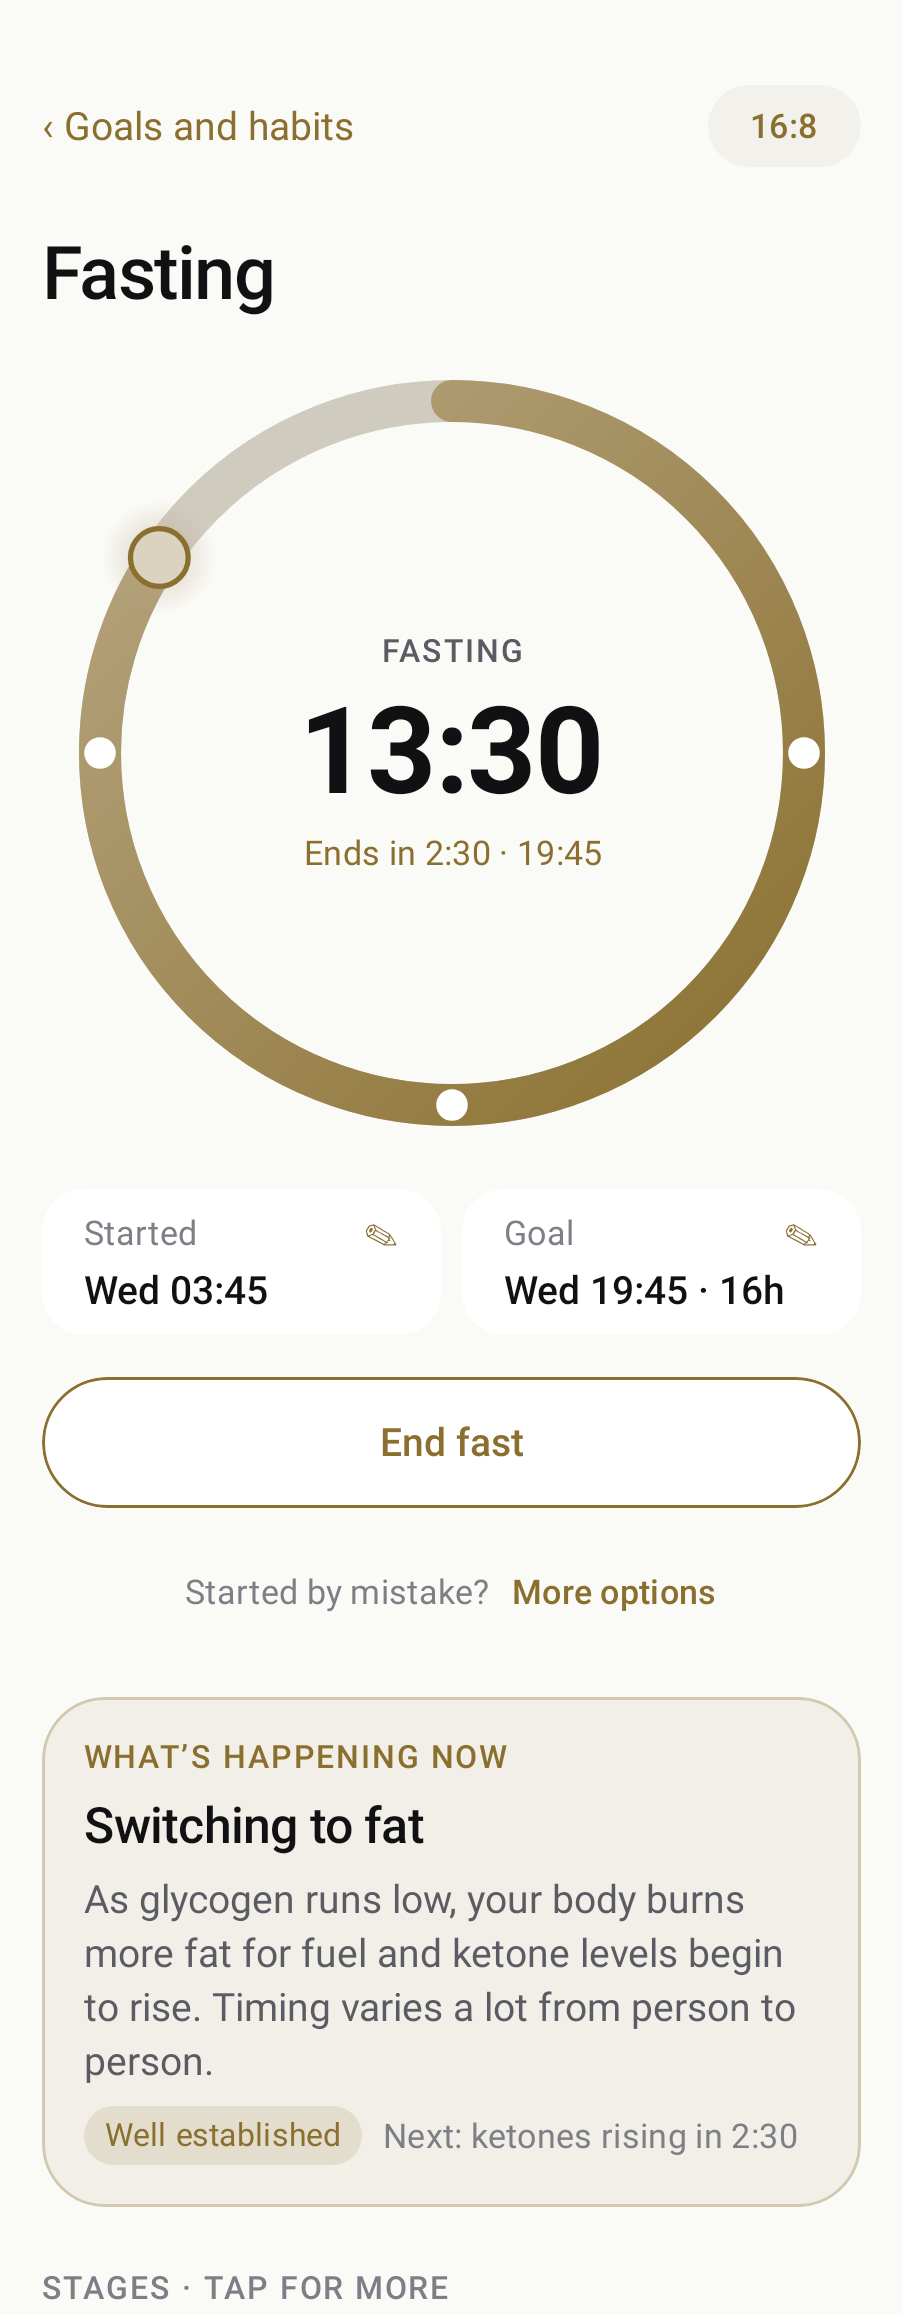 ‹ Goals and habits
16:8
Fasting
FASTING
13:30
Ends in 2:30 · 19:45
Started ✎
Wed 03:45
Goal ✎
Wed 19:45 · 16h
End fast
Started by mistake? More options
WHAT’S HAPPENING NOW
Switching to fat
As glycogen runs low, your body burns
more fat for fuel and ketone levels begin
to rise. Timing varies a lot from person to
person.
Well established
Next: ketones rising in 2:30
STAGES · TAP FOR MORE